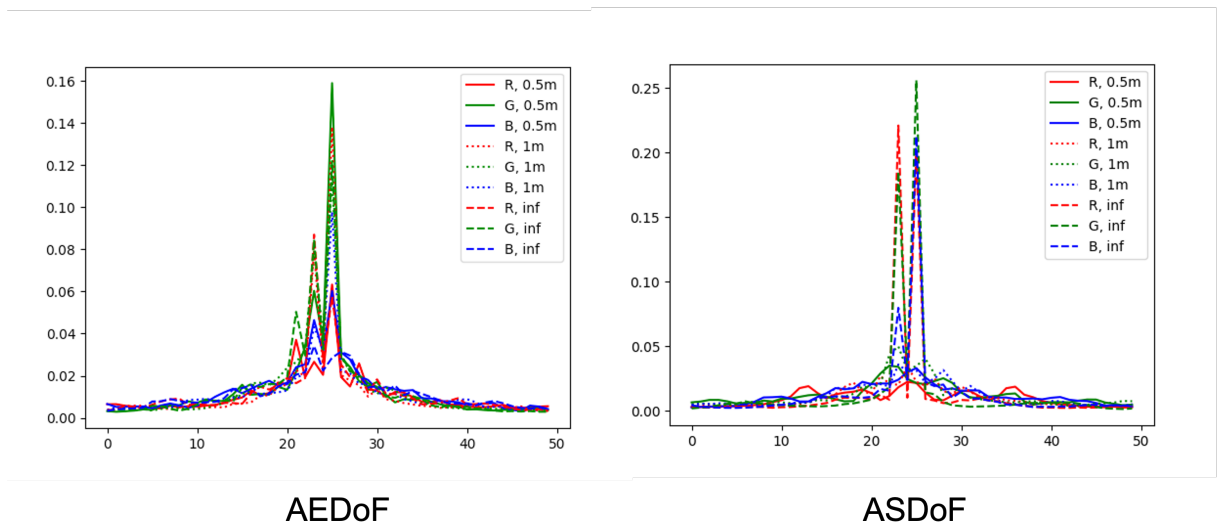 0.16
0.14
0.12
0.10
0.08
0.06
0.04
0.02
0.00
0 10 20 30 40 50
R, 0.5m
G, 0.5m
B, 0.5m
R, 1m
G, 1m
B, 1m
R, inf
G, inf
B, inf
AEDoF
0.25
0.20
0.15
0.10
0.05
0.00
0 10 20 30 40 50
R, 0.5m
G, 0.5m
B, 0.5m
R, 1m
G, 1m
B, 1m
R, inf
G, inf
B, inf
ASDoF